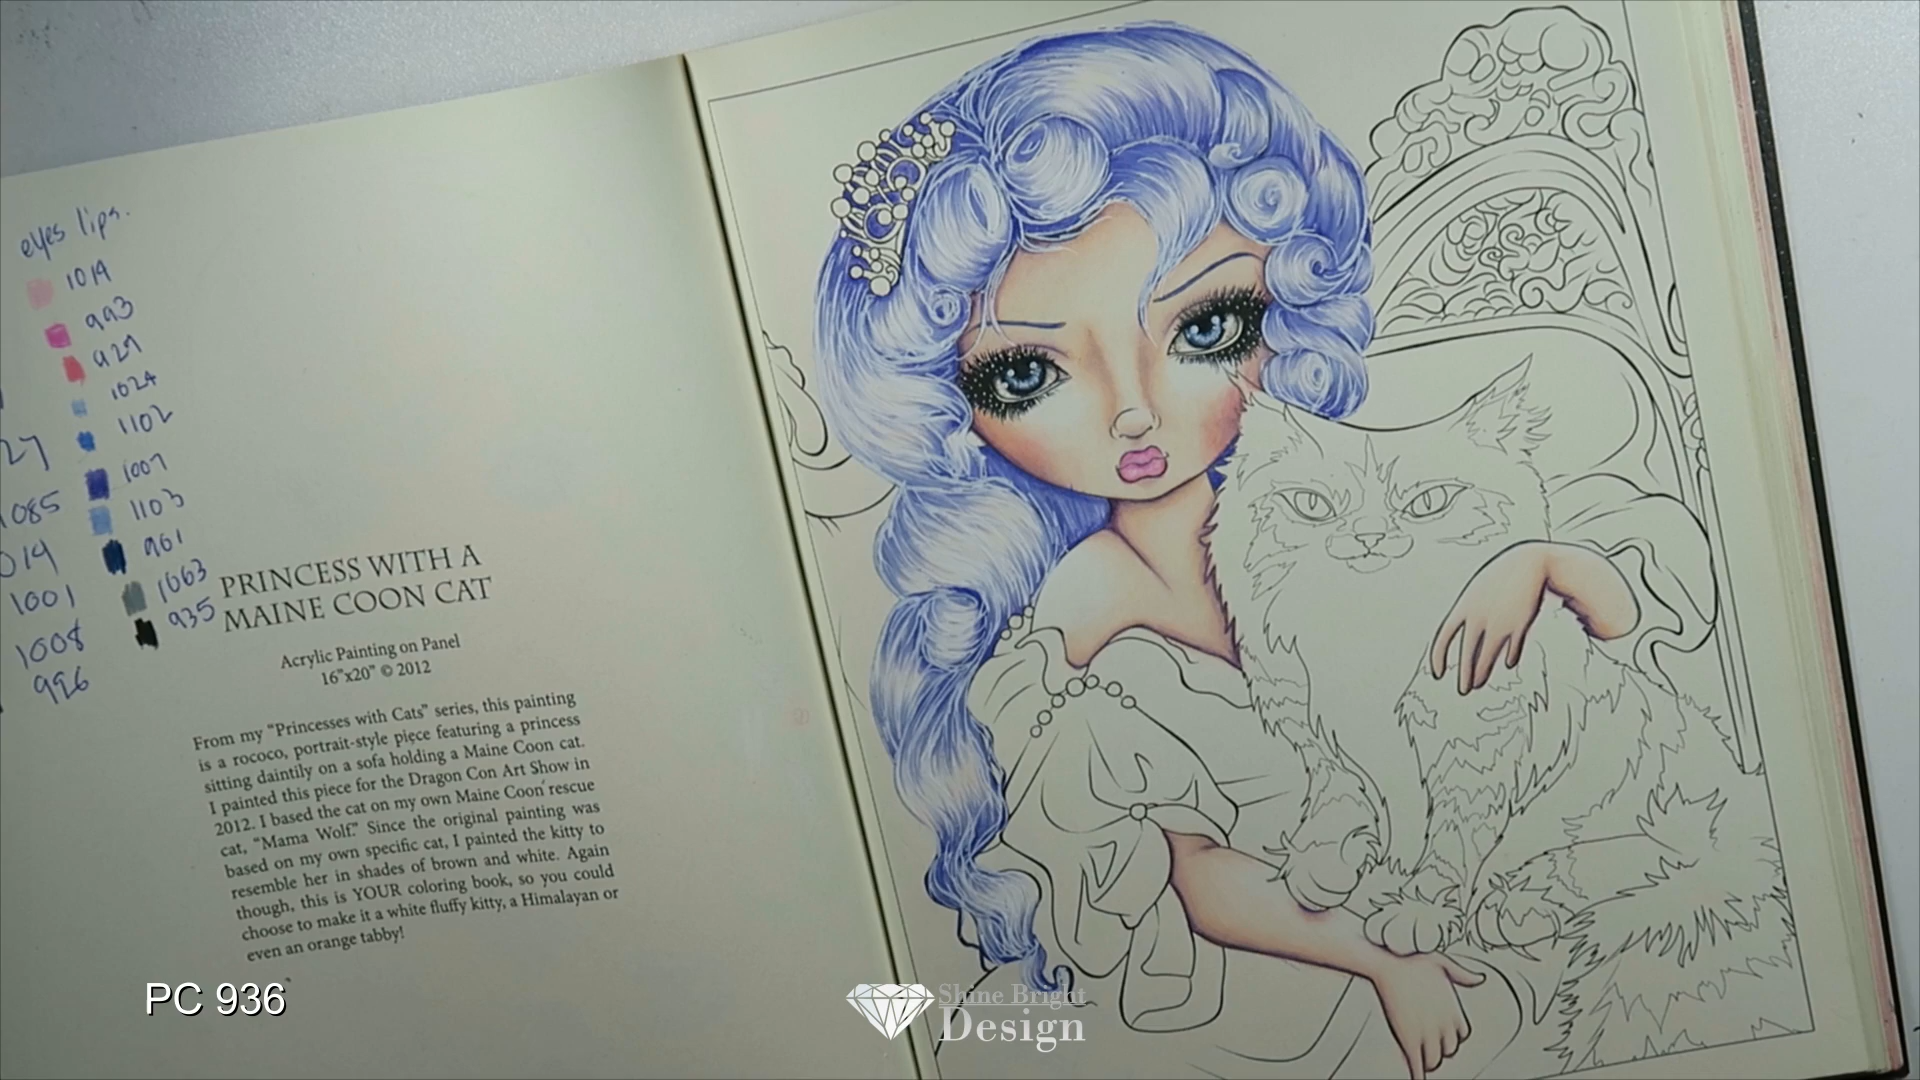 eyes lips.
1019
993
929
1024
1102
1007
1103
901
1063
935
27
1085
1001
1008
996
PRINCESS WITH A
MAINE COON CAT
Acrylic Painting on Panel
16"x20" © 2012
From my "Princesses with Cats" series, this painting
is a rococo, portrait-style piece featuring a princess
sitting daintily on a sofa holding a Maine Coon cat.
I painted this piece for the Dragon Con Art Show in
2012. I based the cat on my own Maine Coon rescue
cat, "Mama Wolf." Since the original painting was
based on my own specific cat, I painted the kitty to
resemble her in shades of brown and white. Again
though, this is YOUR coloring book, so you could
choose to make it a white fluffy kitty, a Himalayan or
even an orange tabby!
PC 936
Shine Bright
Design